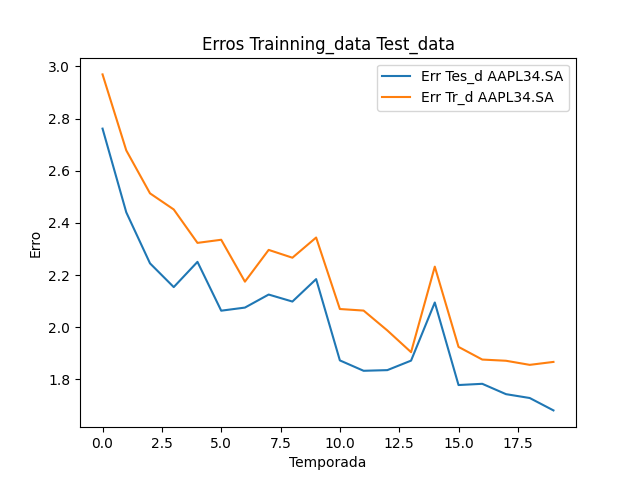 Erros Trainning_data Test_data
Err Tes_d AAPL34.SA
Err Tr_d AAPL34.SA
3.0
2.8
2.6
2.4
2.2
2.0
1.8
Erro
0.0 2.5 5.0 7.5 10.0 12.5 15.0 17.5
Temporada